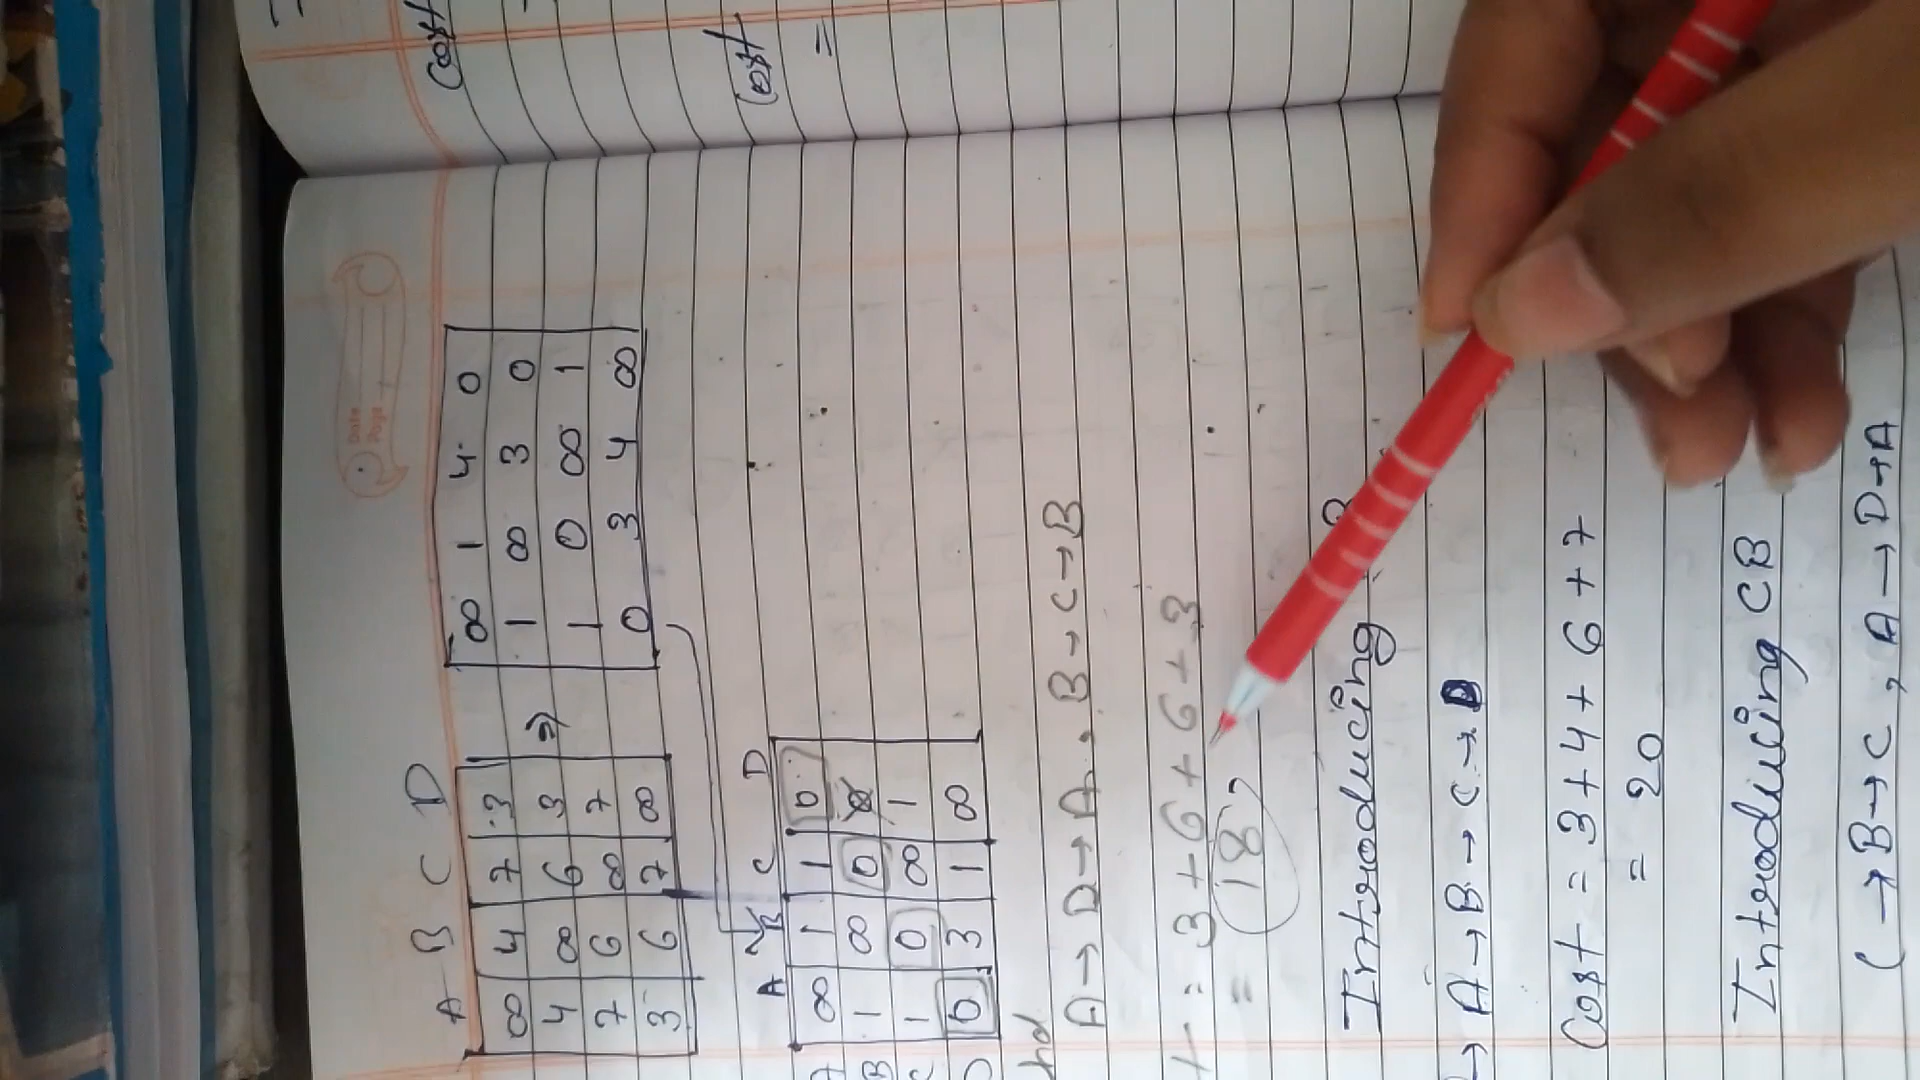 Date
Page
A B C D
∞ 4 7 3 ∞ 1 4 0
4 ∞ 6 3 ⇒ 1 ∞ 3 0
7 6 ∞ 7 1 0 ∞ 1
3 6 7 ∞ 0 3 4 ∞
A B C D
A ∞ 1 1 0
B 1 ∞ 0 0
C 1 0 ∞ 1
D 0 3 1 ∞
A → D → A . B → C → B
: 3 + 6 + 6 + 3
= 18,
Introducing
→ A → B → C → D
Cost = 3 + 4 + 6 + 7
= 20
Introducing CB
C → B → C , A → D → A
Cost
Cost
=